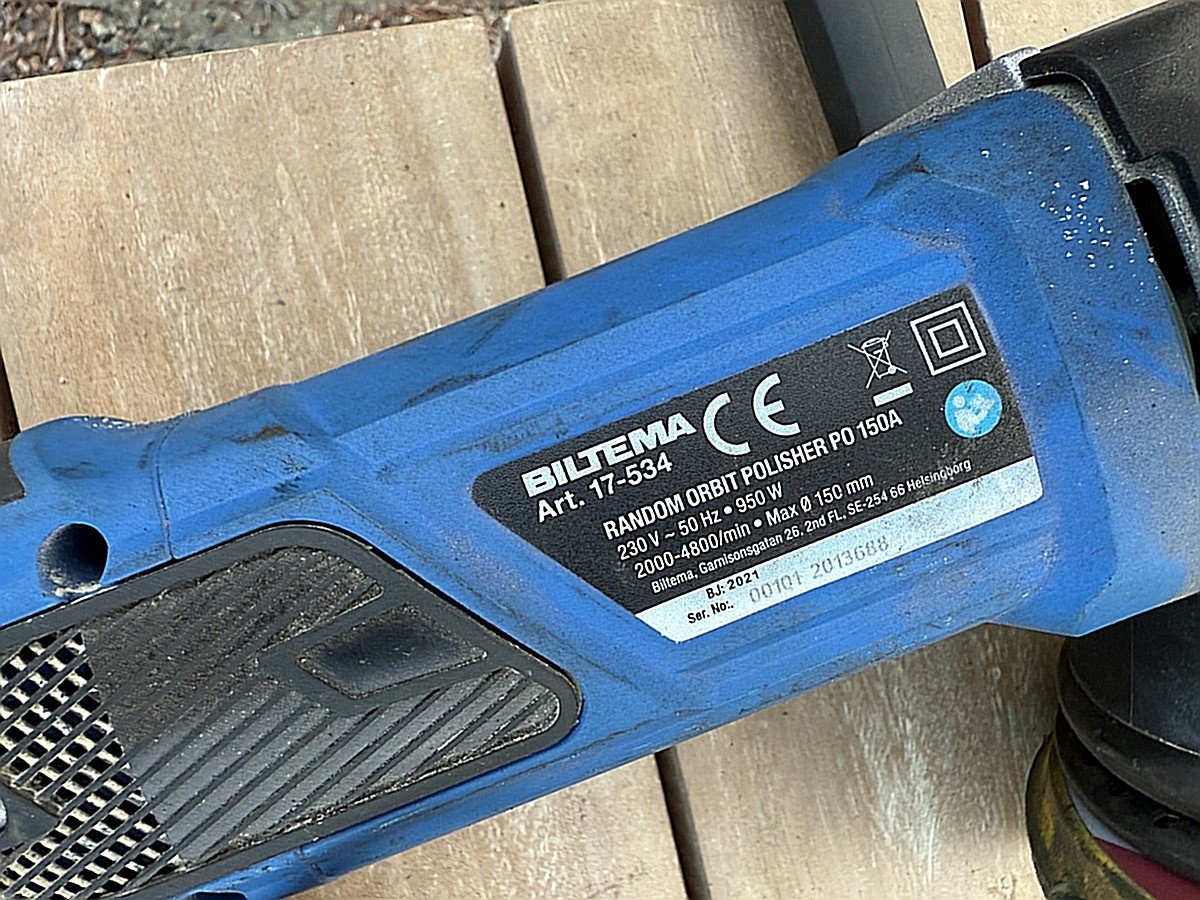 BILTEMA
CE
Art. 17-534
RANDOM ORBIT POLISHER PO 150A
230 V ~ 50 Hz • 950 W
2000-4800/min • Max Ø 150 mm
Biltema, Garnisonsgatan 26, 2nd FL, SE-254 66 Helsingborg
BJ: 2021
Ser. No:. 00101 2013688